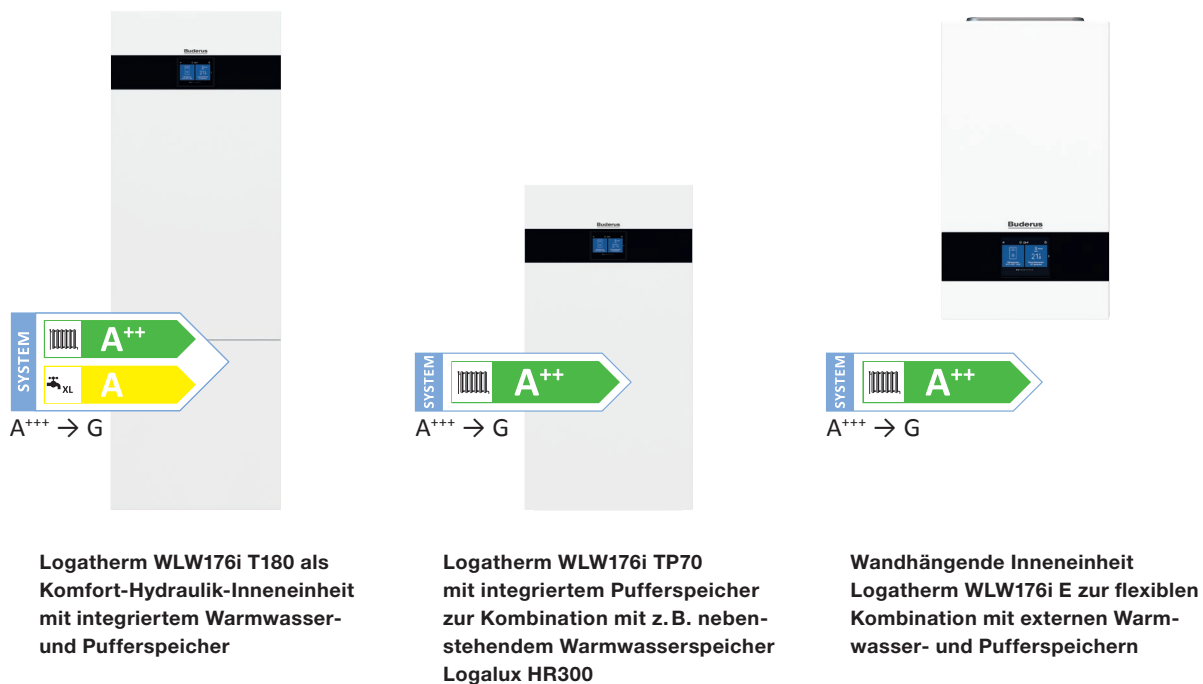 Buderus
SYSTEM
A++
XL
A
A+++ → G
Logatherm WLW176i T180 als
Komfort-Hydraulik-Inneneinheit
mit integriertem Warmwasser-
und Pufferspeicher
Buderus
SYSTEM
A++
A+++ → G
Logatherm WLW176i TP70
mit integriertem Pufferspeicher
zur Kombination mit z. B. neben-
stehendem Warmwasserspeicher
Logalux HR300
Buderus
SYSTEM
A++
A+++ → G
Wandhängende Inneneinheit
Logatherm WLW176i E zur flexiblen
Kombination mit externen Warm-
wasser- und Pufferspeichern